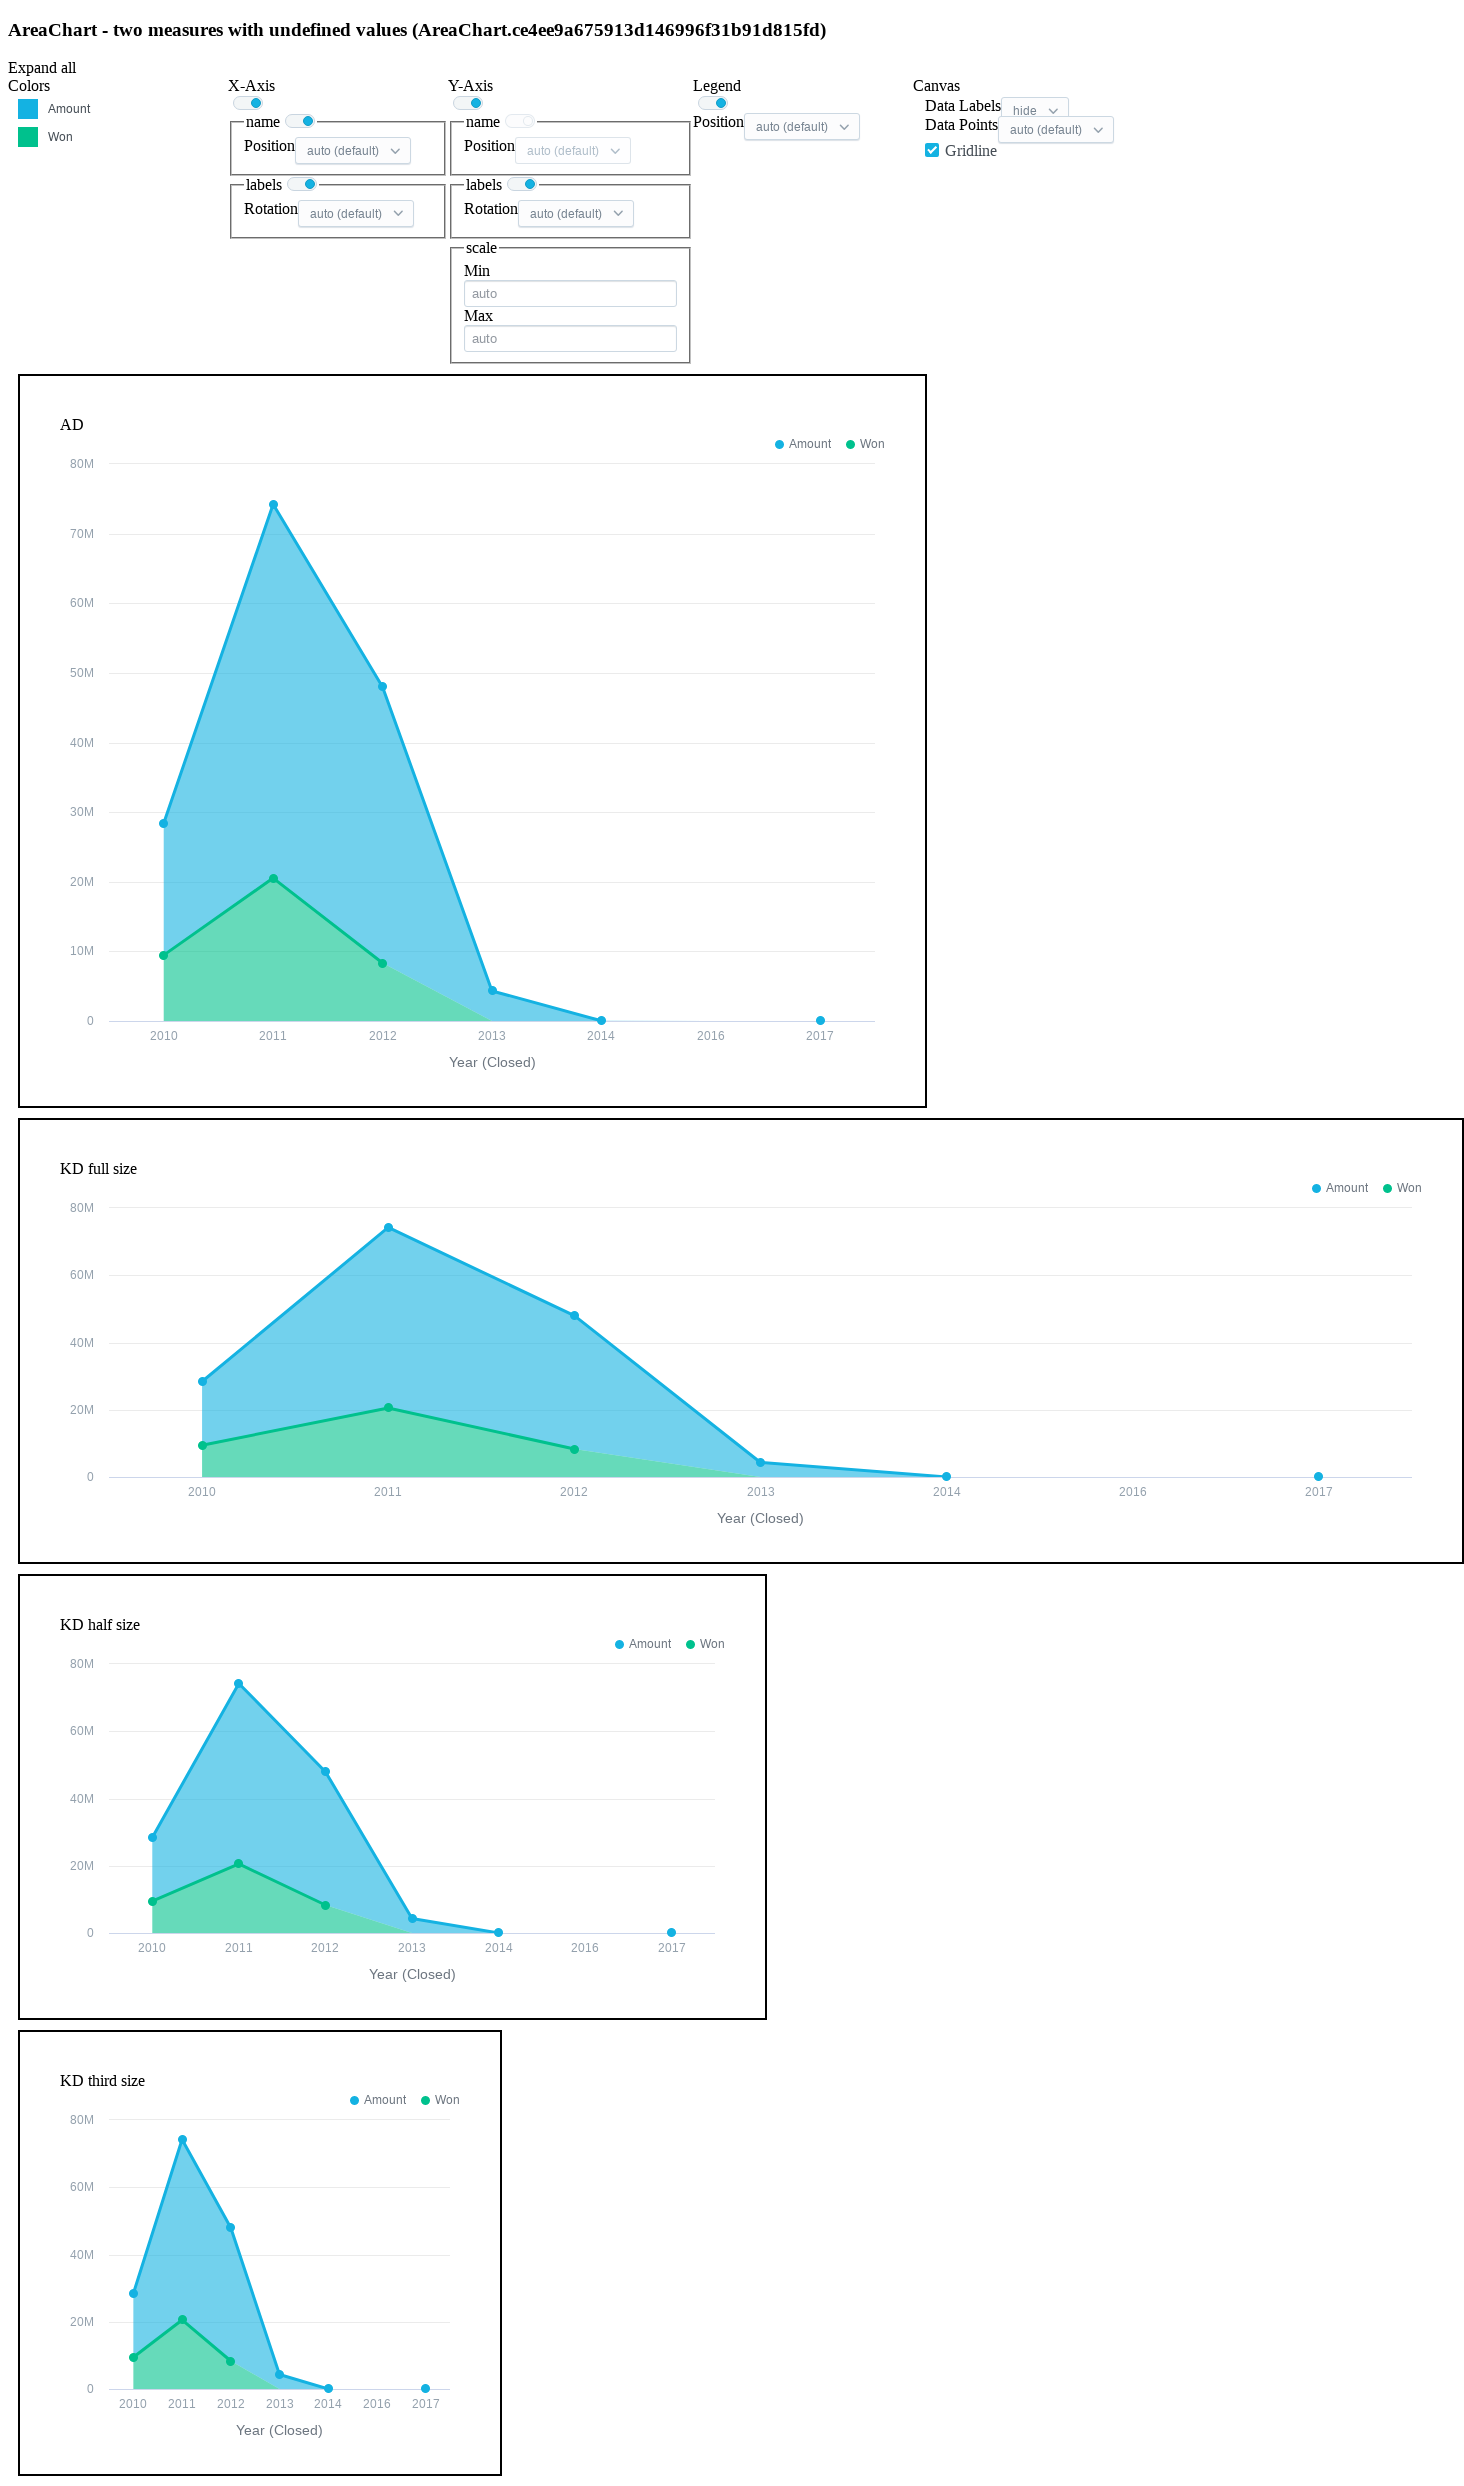 AreaChart - two measures with undefined values (AreaChart.ce4ee9a675913d146996f31b91d815fd)
Expand all
Colors
Amount
Won
X-Axis
name
Position auto (default)
labels
Rotation auto (default)
Y-Axis
name
Position auto (default)
labels
Rotation auto (default)
scale
Min
auto
Max
auto
Legend
Position auto (default)
Canvas
Data Labels hide
Data Points auto (default)
Gridline
AD
Amount Won
80M
70M
60M
50M
40M
30M
20M
10M
0
2010 2011 2012 2013 2014 2016 2017
Year (Closed)
KD full size
Amount Won
80M
60M
40M
20M
0
2010 2011 2012 2013 2014 2016 2017
Year (Closed)
KD half size
Amount Won
80M
60M
40M
20M
0
2010 2011 2012 2013 2014 2016 2017
Year (Closed)
KD third size
Amount Won
80M
60M
40M
20M
0
2010 2011 2012 2013 2014 2016 2017
Year (Closed)